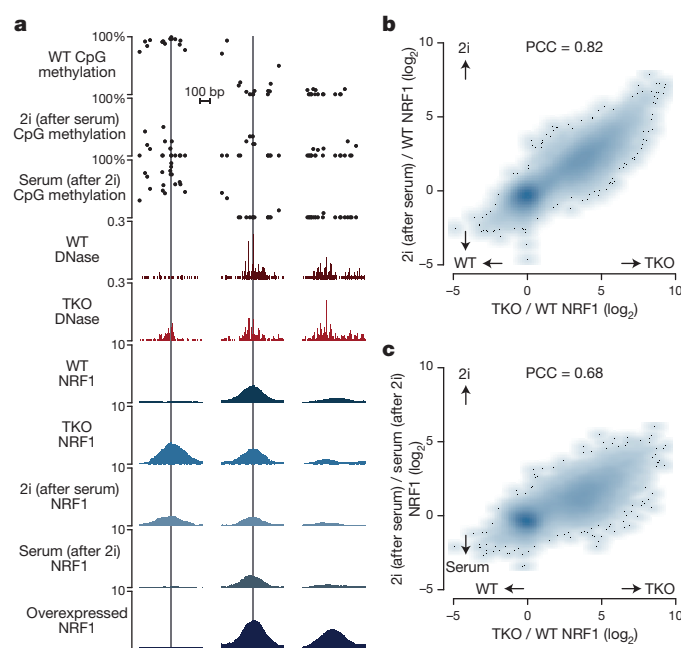 a
100%
WT CpG
methylation
100 bp
100%
2i (after serum)
CpG methylation
100%
Serum (after 2i)
CpG methylation
0.3
WT
DNase
0.3
TKO
DNase
10
WT
NRF1
10
TKO
NRF1
10
2i (after serum)
NRF1
10
Serum (after 2i)
NRF1
10
Overexpressed
NRF1
b
10
2i
PCC = 0.82
5
0
−5
2i (after serum) / WT NRF1 (log2)
WT
TKO
−5
0
5
10
TKO / WT NRF1 (log2)
c
10
2i
PCC = 0.68
5
0
−5
2i (after serum) / serum (after 2i)
NRF1 (log2)
Serum
WT
TKO
−5
0
5
10
TKO / WT NRF1 (log2)